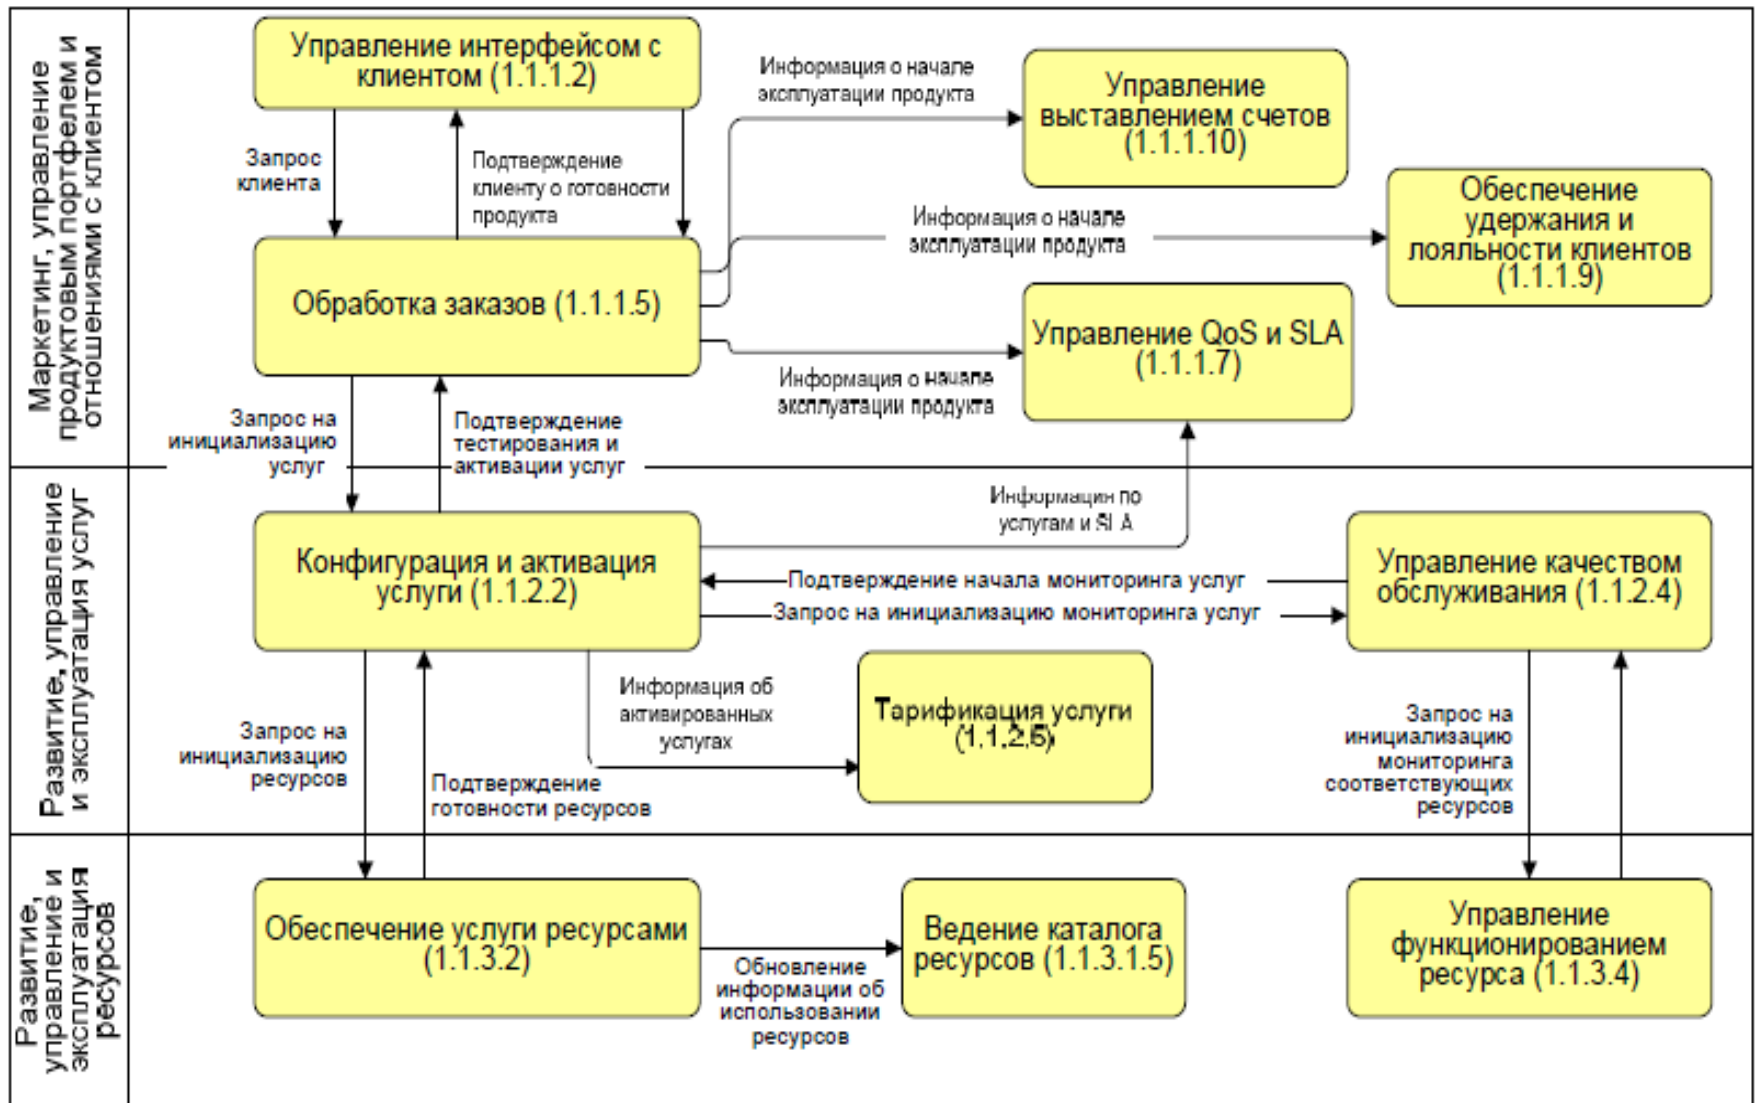 Маркетинг, управление
продуктовым портфелем и
отношениями с клиентом
Управление интерфейсом с
клиентом (1.1.1.2)
Запрос
клиента
Подтверждение
клиенту о готовности
продукта
Информация о начале
эксплуатации продукта
Управление
выставлением счетов
(1.1.1.10)
Информация о начале
эксплуатации продукта
Обеспечение
удержания и
лояльности клиентов
(1.1.1.9)
Обработка заказов (1.1.1.5)
Управление QoS и SLA
(1.1.1.7)
Информация о начале
эксплуатации продукта
Запрос на
инициализацию
услуг
Подтверждение
тестирования и
активации услуг
Развитие, управление
и эксплуатация услуг
Информация по
услугам и SLA
Конфигурация и активация
услуги (1.1.2.2)
Подтверждение начала мониторинга услуг
Запрос на инициализацию мониторинга услуг
Управление качеством
обслуживания (1.1.2.4)
Запрос на
инициализацию
ресурсов
Подтверждение
готовности ресурсов
Информация об
активированных
услугах
Тарификация услуги
(1.1.2.5)
Запрос на
инициализацию
мониторинга
соответствующих
ресурсов
Развитие,
управление и
эксплуатация
ресурсов
Обеспечение услуги ресурсами
(1.1.3.2)
Обновление
информации об
использовании
ресурсов
Ведение каталога
ресурсов (1.1.3.1.5)
Управление
функционированием
ресурса (1.1.3.4)